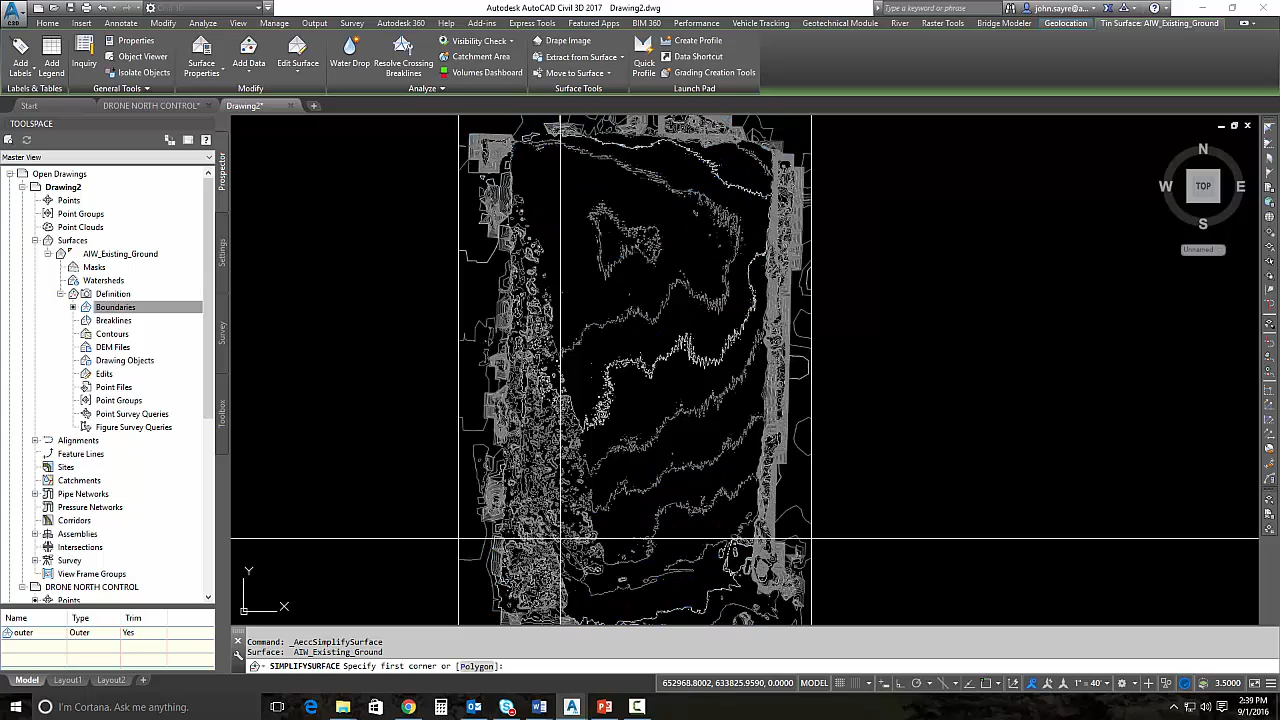 Civil 3D
Autodesk AutoCAD Civil 3D 2017 Drawing2.dwg
Type a keyword or phrase
john.sayre@...
Home Insert Annotate Modify Analyze View Manage Output Survey Autodesk 360 Help Add-ins Express Tools Featured Apps BIM 360 Performance Vehicle Tracking Geotechnical Module River Raster Tools Bridge Modeler Geolocation Tin Surface: AIW_Existing_Ground
Add Labels
Add Legend
Inquiry
Properties
Object Viewer
Isolate Objects
Surface Properties
Add Data
Edit Surface
Water Drop
Resolve Crossing Breaklines
Visibility Check
Catchment Area
Volumes Dashboard
Drape Image
Extract from Surface
Move to Surface
Quick Profile
Create Profile
Data Shortcut
Grading Creation Tools
Labels & Tables General Tools Modify Analyze Surface Tools Launch Pad
Start DRONE NORTH CONTROL* Drawing2*
TOOLSPACE
Master View
Open Drawings
Drawing2
Points
Point Groups
Point Clouds
Surfaces
AIW_Existing_Ground
Masks
Watersheds
Definition
Boundaries
Breaklines
Contours
DEM Files
Drawing Objects
Edits
Point Files
Point Groups
Point Survey Queries
Figure Survey Queries
Alignments
Feature Lines
Sites
Catchments
Pipe Networks
Pressure Networks
Corridors
Assemblies
Intersections
Survey
View Frame Groups
DRONE NORTH CONTROL
Points
Prospector
Settings
Survey
Toolbox
Name Type Trim
outer Outer Yes
N
W TOP E
S
Unnamed
Y
X
Command: _AeccSimplifySurface
Surface: AIW_Existing_Ground
SIMPLIFYSURFACE Specify first corner or [Polygon]:
Model Layout1 Layout2 +
652968.8002, 633825.9590, 0.0000 MODEL 1" = 40' 3.5000
I'm Cortana. Ask me anything.
2:39 PM
9/1/2016